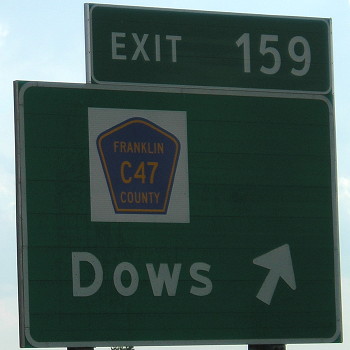 EXIT 159
FRANKLIN
C47
COUNTY
Dows